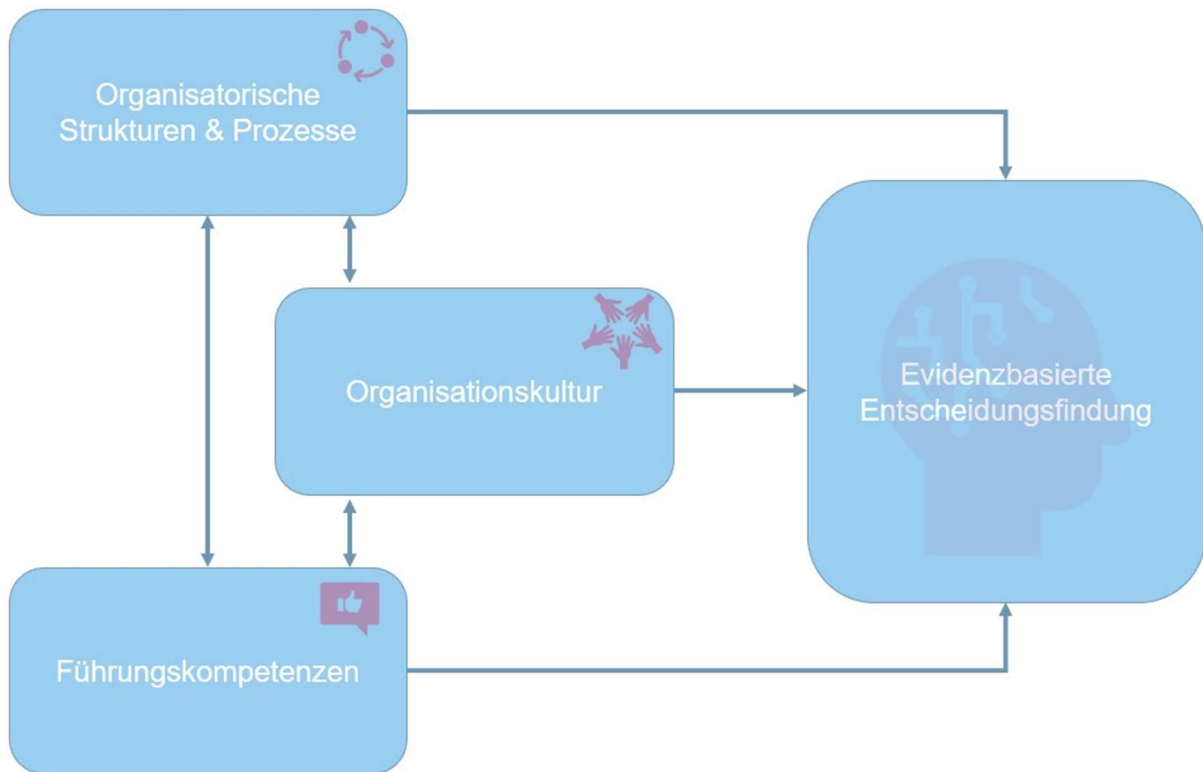 Organisatorische
Strukturen & Prozesse
Organisationskultur
Evidenzbasierte
Entscheidungsfindung
Führungskompetenzen